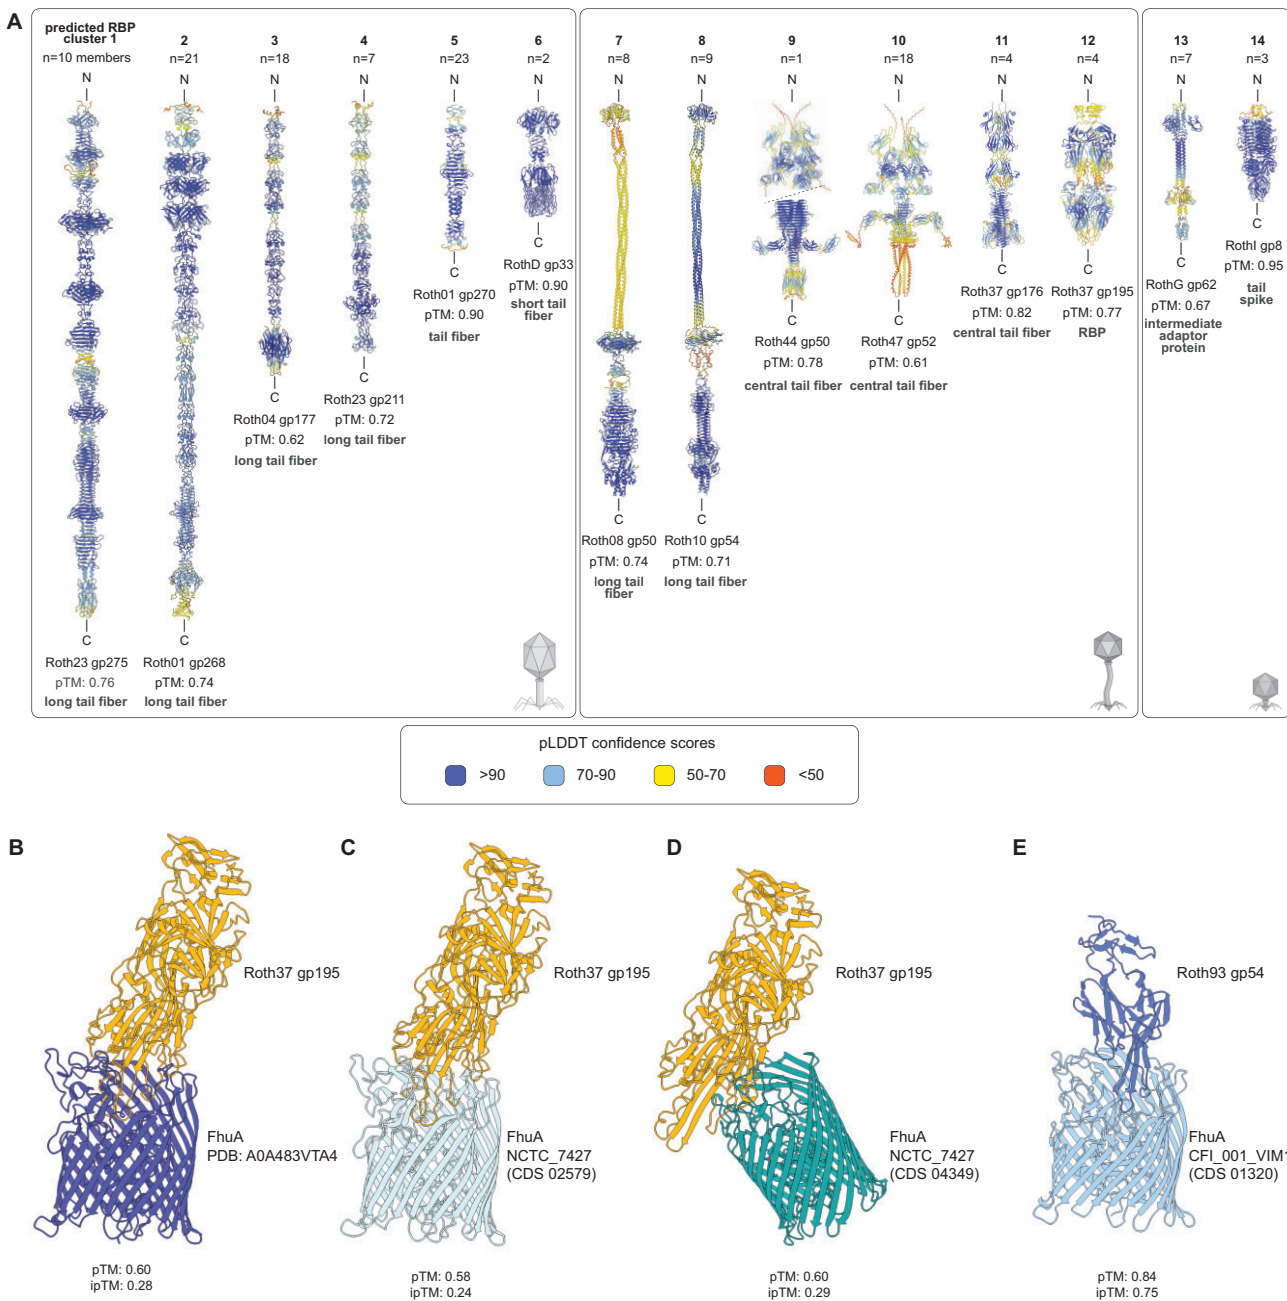 A
predicted RBP
cluster 1
n=10 members
N
C
Roth23 gp275
pTM: 0.76
long tail fiber
2
n=21
N
C
Roth01 gp268
pTM: 0.74
long tail fiber
3
n=18
N
C
Roth04 gp177
pTM: 0.62
long tail fiber
4
n=7
N
C
Roth23 gp211
pTM: 0.72
long tail fiber
5
n=23
N
C
Roth01 gp270
pTM: 0.90
tail fiber
6
n=2
N
C
RothD gp33
pTM: 0.90
short tail
fiber
7
n=8
N
C
Roth08 gp50
pTM: 0.74
long tail
fiber
8
n=9
N
C
Roth10 gp54
pTM: 0.71
long tail fiber
9
n=1
N
C
Roth44 gp50
pTM: 0.78
central tail fiber
10
n=18
N
C
Roth47 gp52
pTM: 0.61
central tail fiber
11
n=4
N
C
Roth37 gp176
pTM: 0.82
central tail fiber
12
n=4
N
C
Roth37 gp195
pTM: 0.77
RBP
13
n=7
N
C
RothG gp62
pTM: 0.67
intermediate
adaptor
protein
14
n=3
N
C
RothI gp8
pTM: 0.95
tail
spike
pLDDT confidence scores
>90
70-90
50-70
<50
B
Roth37 gp195
FhuA
PDB: A0A483VTA4
pTM: 0.60
ipTM: 0.28
C
Roth37 gp195
FhuA
NCTC_7427
(CDS 02579)
pTM: 0.58
ipTM: 0.24
D
Roth37 gp195
FhuA
NCTC_7427
(CDS 04349)
pTM: 0.60
ipTM: 0.29
E
Roth93 gp54
FhuA
CFI_001_VIM1
(CDS 01320)
pTM: 0.84
ipTM: 0.75